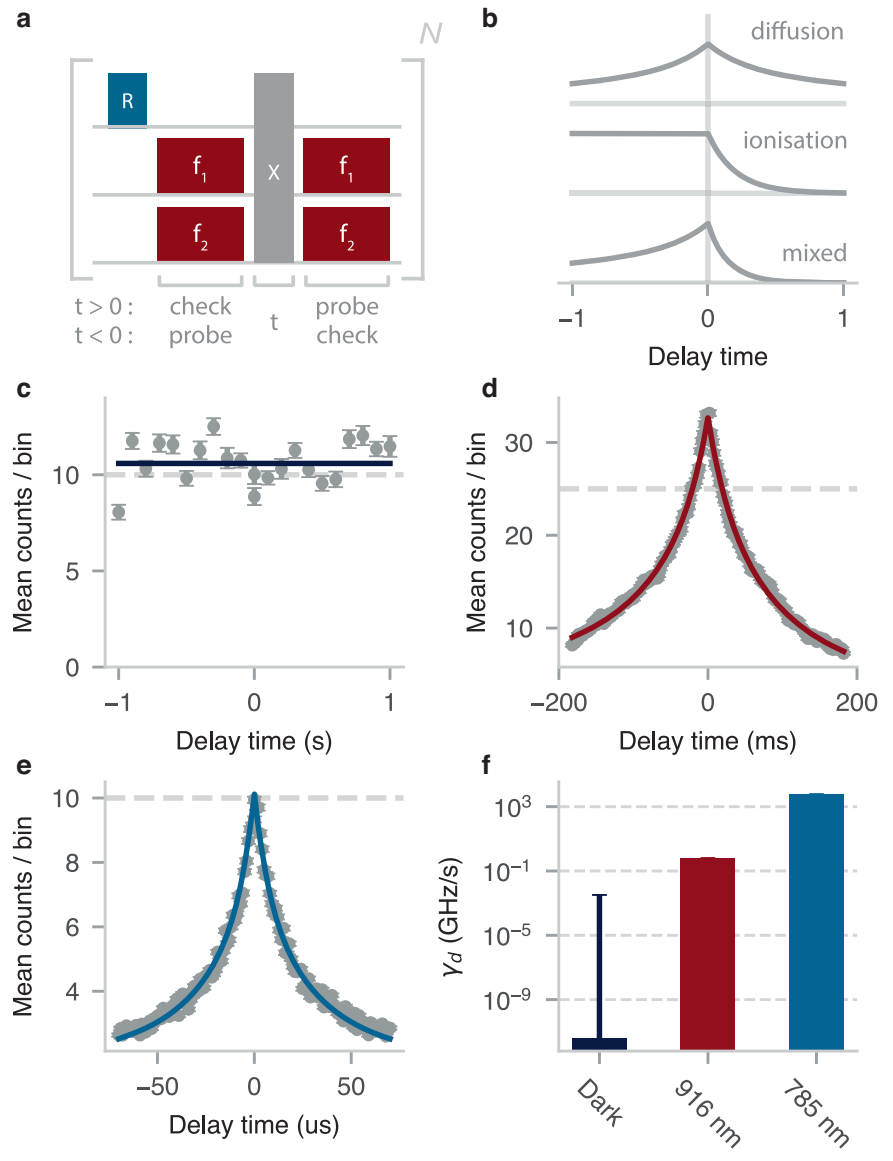 a
N
R
f1
X
f1
f2
f2
t > 0 : check t probe
t < 0 : probe check
b
diffusion
ionisation
mixed
−1 0 1
Delay time
c
Mean counts / bin
10
5
0
−1 0 1
Delay time (s)
d
Mean counts / bin
30
20
10
−200 0 200
Delay time (ms)
e
Mean counts / bin
10
8
6
4
−50 0 50
Delay time (us)
f
γd (GHz/s)
10^3
10^−1
10^−5
10^−9
Dark 916 nm 785 nm